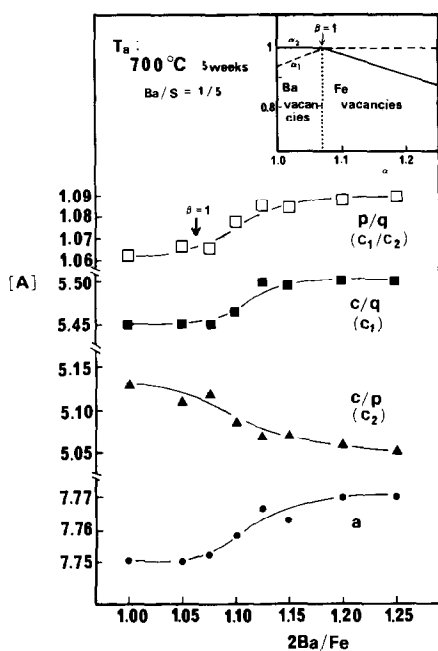 Ta :
700°C 5 weeks
Ba/S = 1/5
β=1
α2
α1
1
0.8
Ba vacan-cies
Fe vacancies
1.0 1.1 1.2
α
1.09
1.08
1.07
1.06
β=1
p/q
(c1/c2)
[A]
5.50
5.45
c/q
(c1)
5.15
5.10
5.05
c/p
(c2)
7.77
7.76
7.75
a
1.00 1.05 1.10 1.15 1.20 1.25
2Ba/Fe